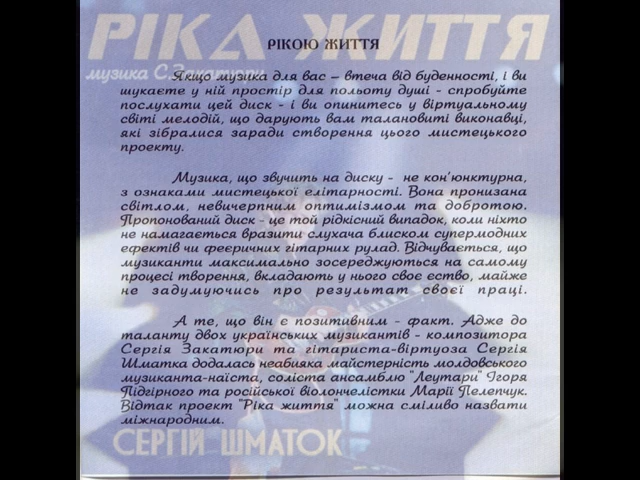 РІКА ЖИТТЯ
РІКОЮ ЖИТТЯ
музика С.Закатюри
Якщо музика для вас – втеча від буденності, і ви
шукаєте у ній простір для польоту душі - спробуйте
послухати цей диск - і ви опинитесь у віртуальному
світі мелодій, що дарують вам талановиті виконавці,
які зібралися заради створення цього мистецького
проекту.
Музика, що звучить на диску - не кон'юнктурна,
з ознаками мистецької елітарності. Вона пронизана
світлом, невичерпним оптимізмом та добротою.
Пропонований диск - це той рідкісний випадок, коли ніхто
не намагається вразити слухача блиском супермодних
ефектів чи феєричних гітарних рулад. Відчувається, що
музиканти максимально зосереджуються на самому
процесі творення, вкладають у нього своє єство, майже
не задумуючись про результат своєї праці.
А те, що він є позитивним - факт. Адже до
таланту двох українських музикантів - композитора
Сергія Закатюри та гітариста-віртуоза Сергія
Шматка додалась неабияка майстерність молдовського
музиканта-наїста, соліста ансамблю "Леутари" Ігоря
Підгірного та російської віолончелістки Марії Пелепчук.
Відтак проект "Ріка життя" можна сміливо назвати
міжнародним.
СЕРГІЙ ШМАТОК